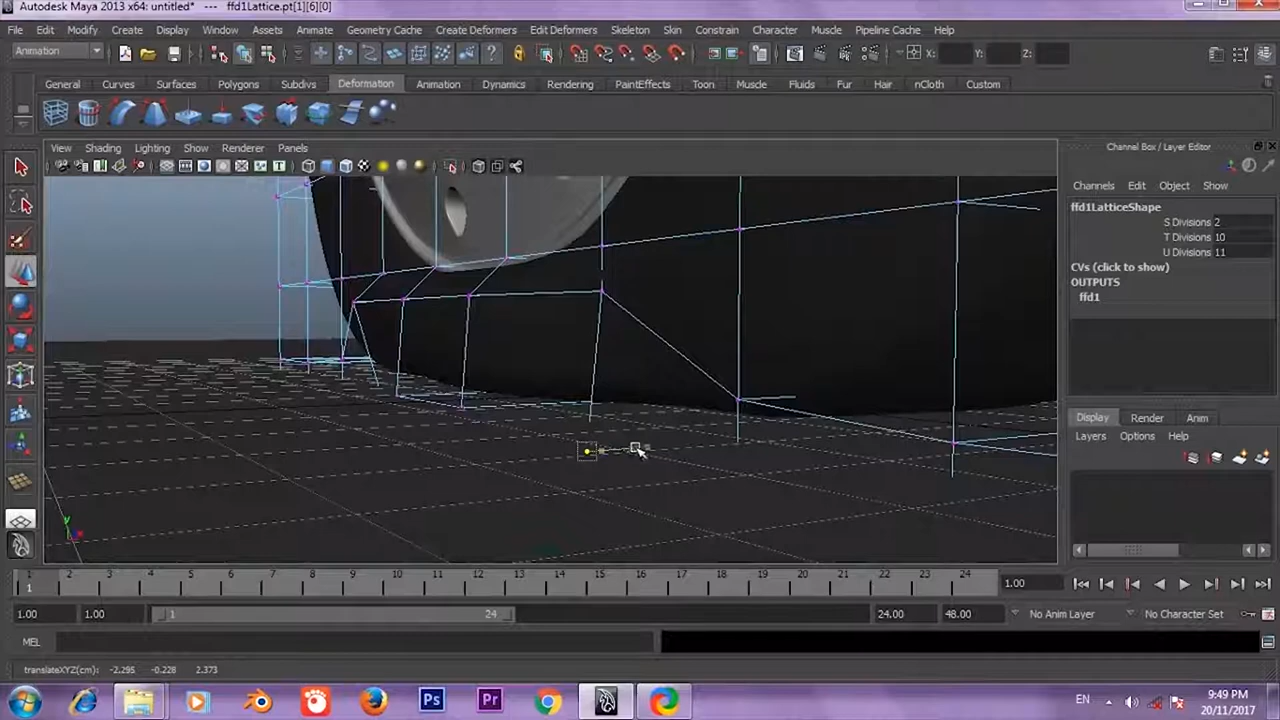 Autodesk Maya 2013 x64: untitled* --- ffd1Lattice.pt[1][6][0]
File Edit Modify Create Display Window Assets Animate Geometry Cache Create Deformers Edit Deformers Skeleton Skin Constrain Character Muscle Pipeline Cache Help
Animation X: Y: Z:
General Curves Surfaces Polygons Subdivs Deformation Animation Dynamics Rendering PaintEffects Toon Muscle Fluids Fur Hair nCloth Custom
View Shading Lighting Show Renderer Panels
Channel Box / Layer Editor
Channels Edit Object Show
ffd1LatticeShape
S Divisions 2
T Divisions 10
U Divisions 11
CVs (click to show)
OUTPUTS
ffd1
Display Render Anim
Layers Options Help
y
1 2 3 4 5 6 7 8 9 10 11 12 13 14 15 16 17 18 19 20 21 22 23 24
1 1.00
1.00 1.00 1 24 24.00 48.00 No Anim Layer No Character Set
MEL
translateXYZ(cm): -2.295 -0.228 2.373
Ps Pr EN 9:49 PM
20/11/2017